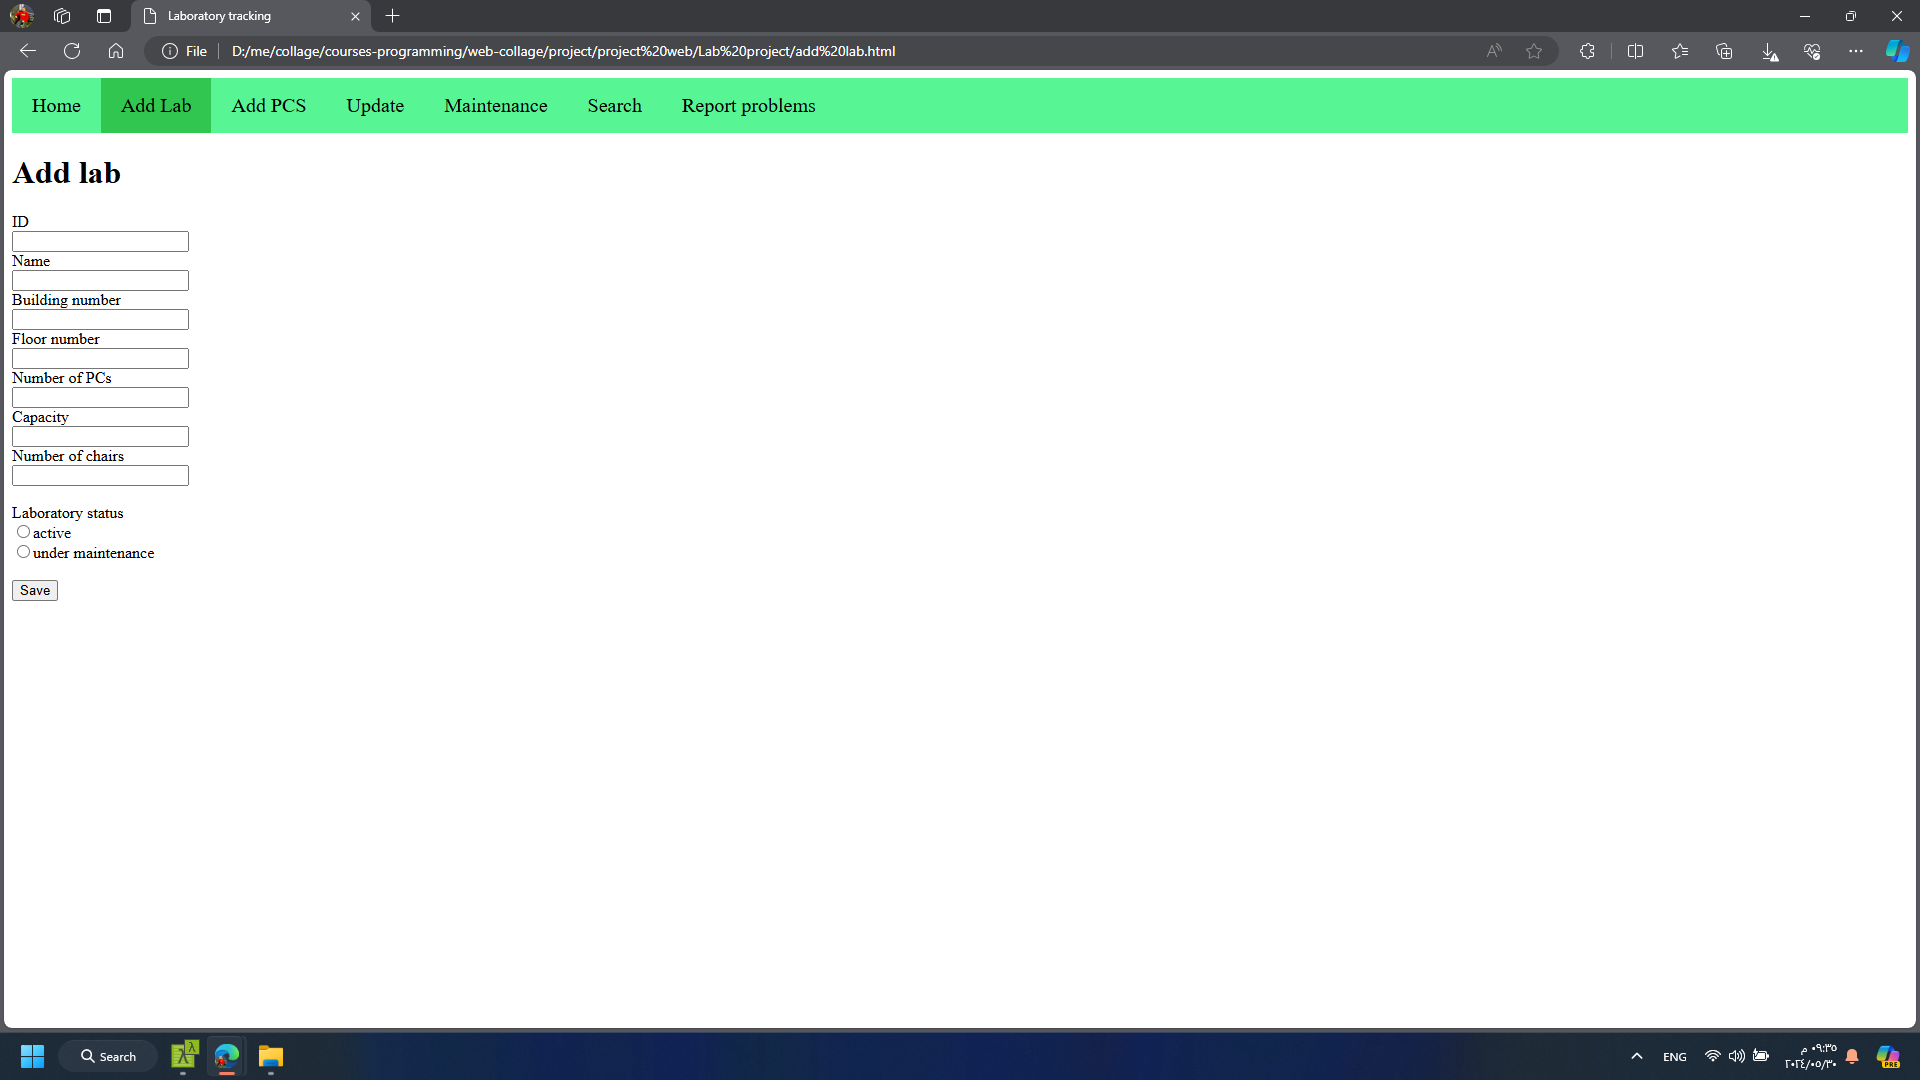 Laboratory tracking
File D:/me/collage/courses-programming/web-collage/project/project%20web/Lab%20project/add%20lab.html
Home Add Lab Add PCS Update Maintenance Search Report problems
Add lab
ID
Name
Building number
Floor number
Number of PCs
Capacity
Number of chairs
Laboratory status
active
under maintenance
Save
Search
ENG
٠٩:٣٥ م
٢٠٢٤/٠٥/٣٠
PRE